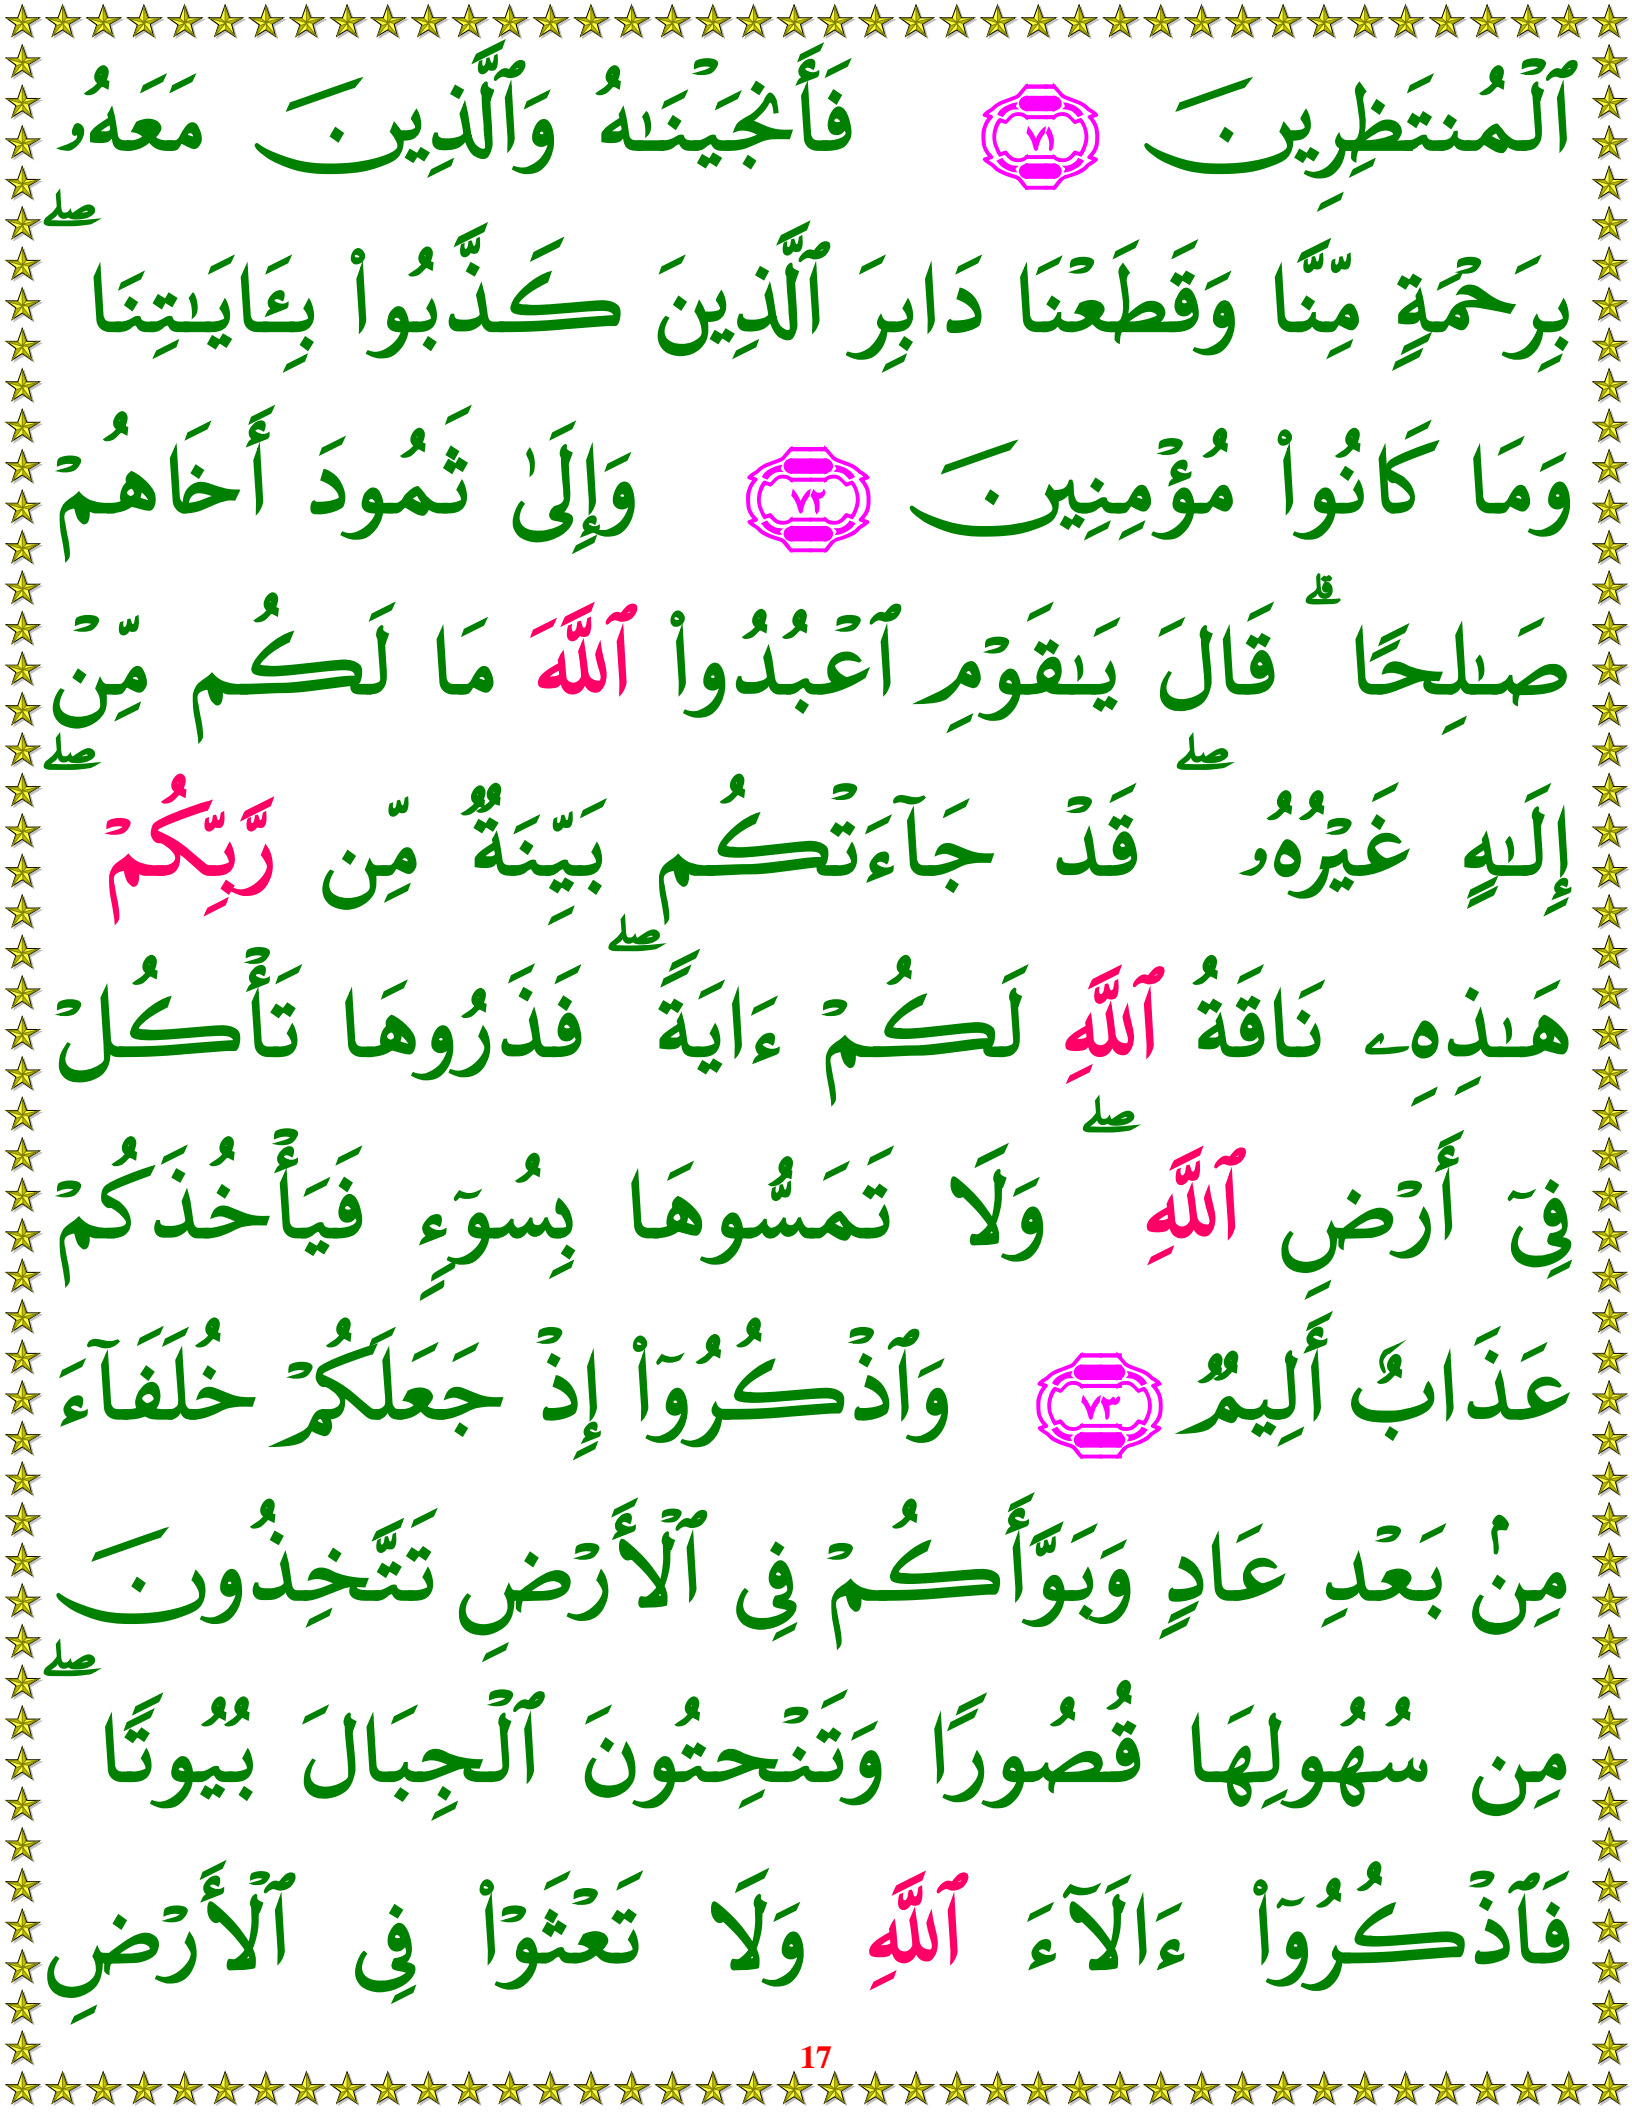 ٱلْمُنتَظِرِينَ ﴿٧١﴾ فَأَنجَيْنَـٰهُ وَٱلَّذِينَ مَعَهُۥ
بِرَحْمَةٍ مِّنَّا وَقَطَعْنَا دَابِرَ ٱلَّذِينَ كَذَّبُوا۟ بِـَٔايَـٰتِنَا ۖ
وَمَا كَانُوا۟ مُؤْمِنِينَ ﴿٧٢﴾ وَإِلَىٰ ثَمُودَ أَخَاهُمْ
صَـٰلِحًا ۗ قَالَ يَـٰقَوْمِ ٱعْبُدُوا۟ ٱللَّهَ مَا لَكُم مِّنْ
إِلَـٰهٍ غَيْرُهُۥ ۖ قَدْ جَآءَتْكُم بَيِّنَةٌ مِّن رَّبِّكُمْ ۖ
هَـٰذِهِۦ نَاقَةُ ٱللَّهِ لَكُمْ ءَايَةً ۖ فَذَرُوهَا تَأْكُلْ
فِىٓ أَرْضِ ٱللَّهِ ۖ وَلَا تَمَسُّوهَا بِسُوٓءٍ فَيَأْخُذَكُمْ
عَذَابٌ أَلِيمٌ ﴿٧٣﴾ وَٱذْكُرُوٓا۟ إِذْ جَعَلَكُمْ خُلَفَآءَ
مِنۢ بَعْدِ عَادٍ وَبَوَّأَكُمْ فِى ٱلْأَرْضِ تَتَّخِذُونَ
مِن سُهُولِهَا قُصُورًا وَتَنْحِتُونَ ٱلْجِبَالَ بُيُوتًا ۖ
فَٱذْكُرُوٓا۟ ءَالَآءَ ٱللَّهِ وَلَا تَعْثَوْا۟ فِى ٱلْأَرْضِ
17